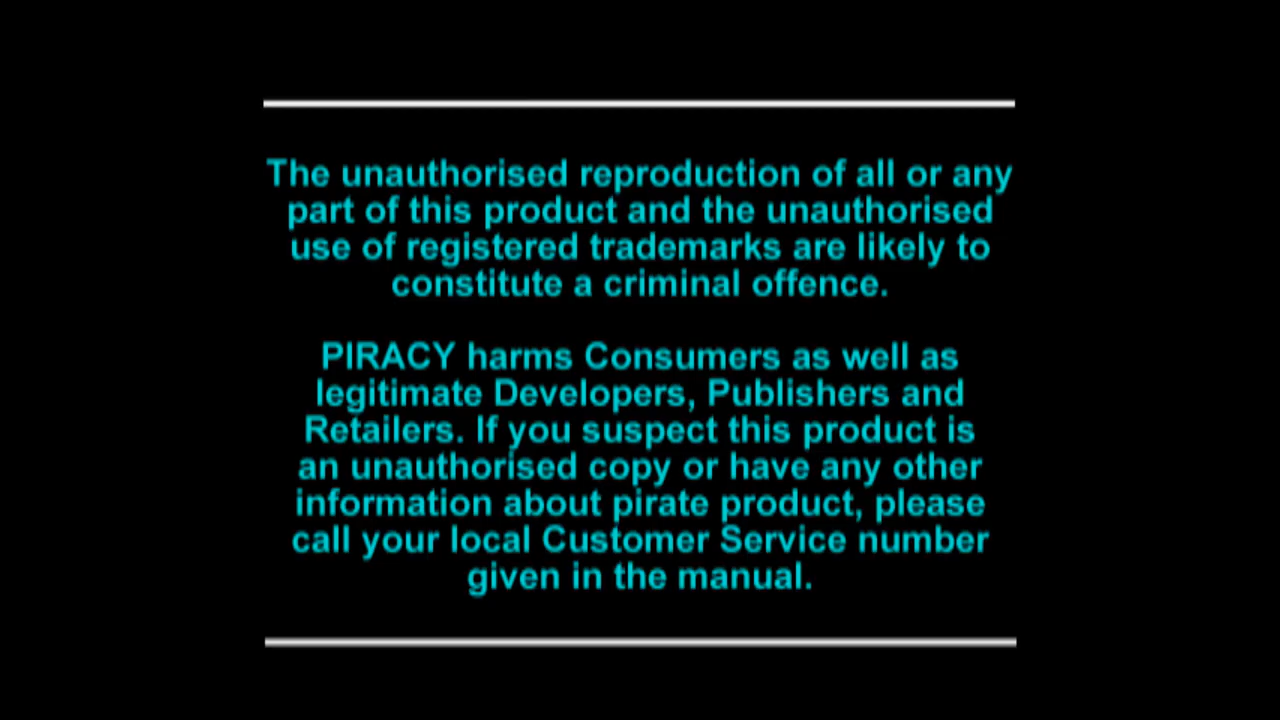 The unauthorised reproduction of all or any
part of this product and the unauthorised
use of registered trademarks are likely to
constitute a criminal offence.
PIRACY harms Consumers as well as
legitimate Developers, Publishers and
Retailers. If you suspect this product is
an unauthorised copy or have any other
information about pirate product, please
call your local Customer Service number
given in the manual.